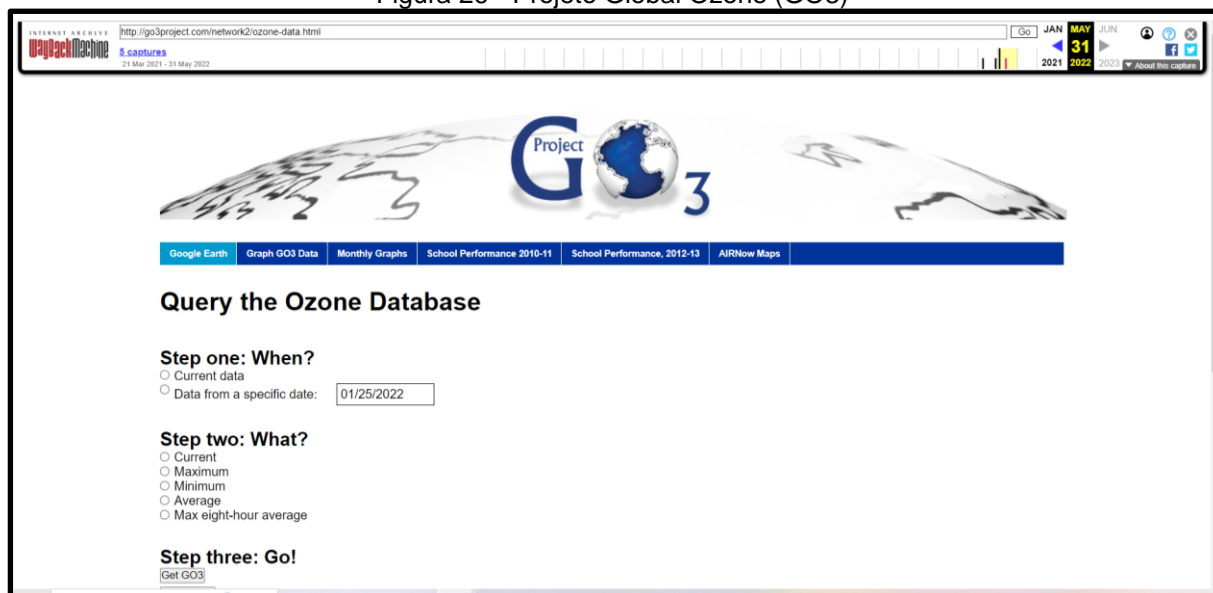 Figura 20 - Projeto Global Ozone (GO3)
INTERNET ARCHIVE
WayBackMachine
http://go3project.com/network2/ozone-data.html
Go
JAN MAY JUN
5 captures
31
21 Mar 2021 - 31 May 2022
2021 2022 2023
About this capture
Project
GO3
Google Earth Graph GO3 Data Monthly Graphs School Performance 2010-11 School Performance, 2012-13 AIRNow Maps
Query the Ozone Database
Step one: When?
Current data
Data from a specific date: 01/25/2022
Step two: What?
Current
Maximum
Minimum
Average
Max eight-hour average
Step three: Go!
Get GO3